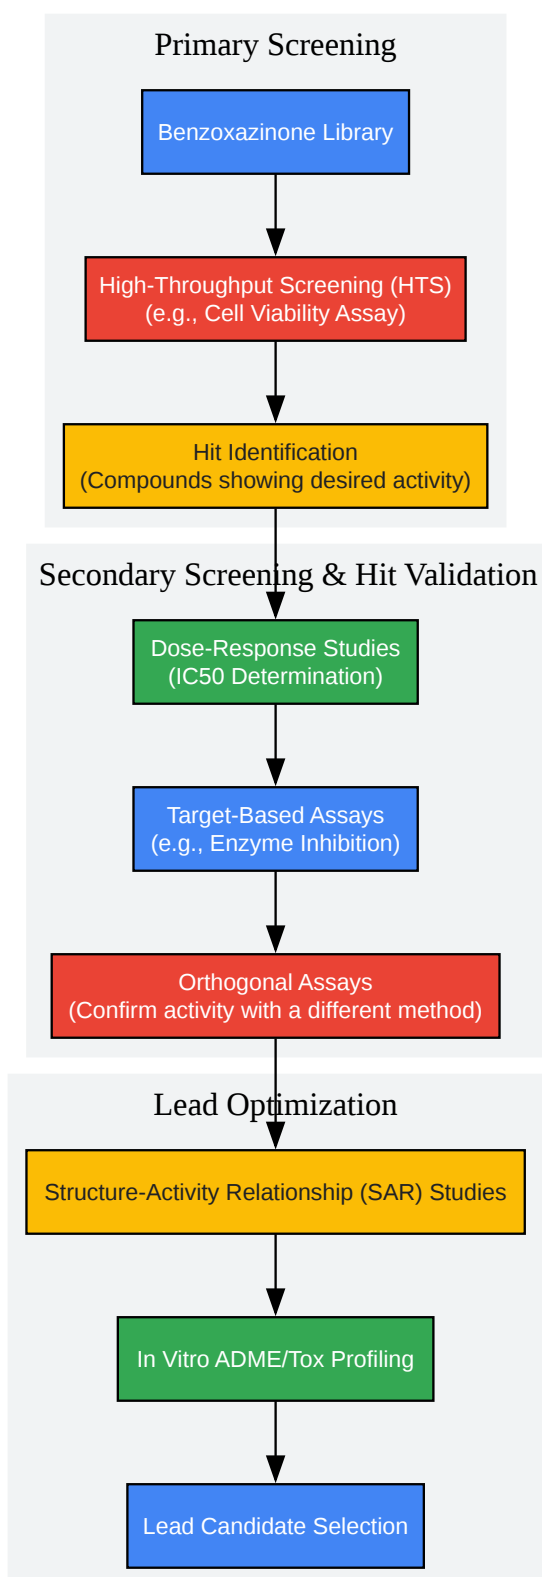 Primary Screening
Benzoxazinone Library
High-Throughput Screening (HTS)
(e.g., Cell Viability Assay)
Hit Identification
(Compounds showing desired activity)
Secondary Screening & Hit Validation
Dose-Response Studies
(IC50 Determination)
Target-Based Assays
(e.g., Enzyme Inhibition)
Orthogonal Assays
(Confirm activity with a different method)
Lead Optimization
Structure-Activity Relationship (SAR) Studies
In Vitro ADME/Tox Profiling
Lead Candidate Selection